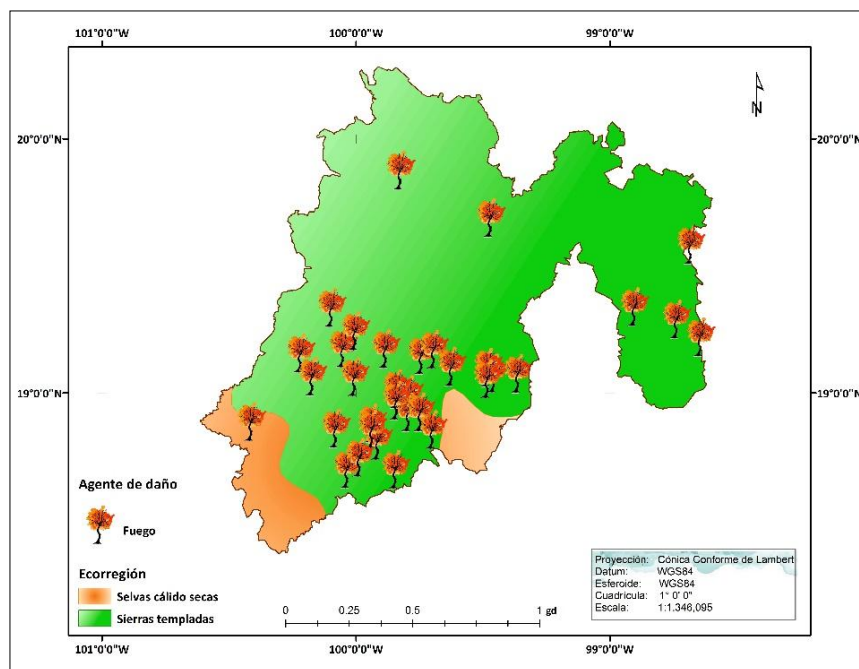 101°0'0"W 100°0'0"W 99°0'0"W
N
20°0'0"N 20°0'0"N
19°0'0"N 19°0'0"N
Agente de daño
Fuego
Ecorregión
Selvas cálido secas
Sierras templadas
0 0.25 0.5 1 gd
Proyección: Cónica Conforme de Lambert
Datum: WGS84
Esferoide: WGS84
Cuadricula: 1° 0' 0"
Escala: 1:1.346,095
101°0'0"W 100°0'0"W 99°0'0"W